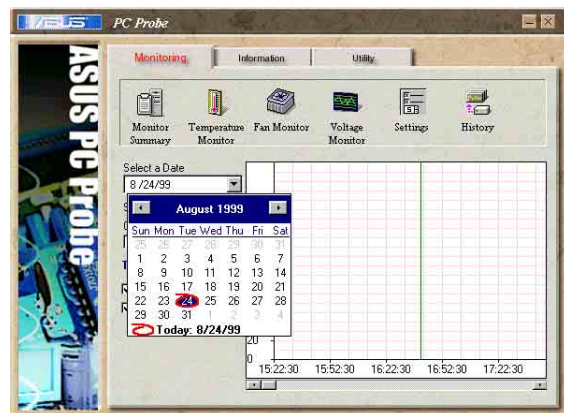 ASUS PC Probe
ASUS PC Probe
Monitoring Information Utility
Monitor Summary
Temperature Monitor
Fan Monitor
Voltage Monitor
Settings
History
Select a Date
8 /24/99
August 1999
Sun Mon Tue Wed Thu Fri Sat
25 26 27 28 29 30 31
1 2 3 4 5 6 7
8 9 10 11 12 13 14
15 16 17 18 19 20 21
22 23 24 25 26 27 28
29 30 31 1 2 3 4
Today: 8/24/99
20
0
15:22:30 15:52:30 16:22:30 16:52:30 17:22:30